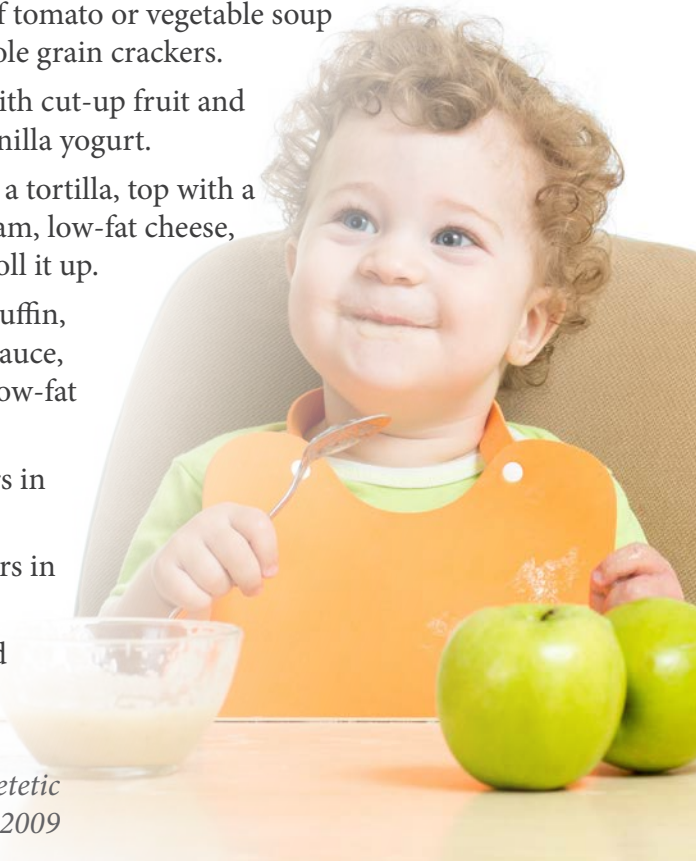 f tomato or vegetable soup
ole grain crackers.
ith cut-up fruit and
nilla yogurt.
a tortilla, top with a
am, low-fat cheese,
oll it up.
uffin,
auce,
ow-fat
s in
rs in
d
etetic
2009